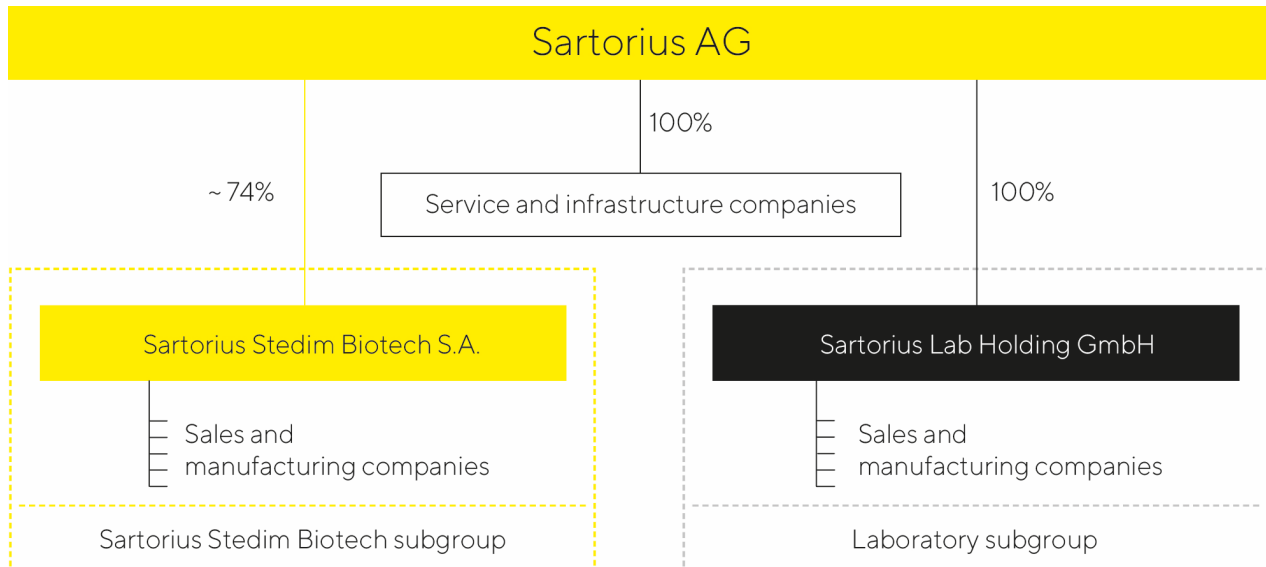 Sartorius AG
100%
~ 74%
Service and infrastructure companies
100%
Sartorius Stedim Biotech S.A.
Sales and
manufacturing companies
Sartorius Stedim Biotech subgroup
Sartorius Lab Holding GmbH
Sales and
manufacturing companies
Laboratory subgroup